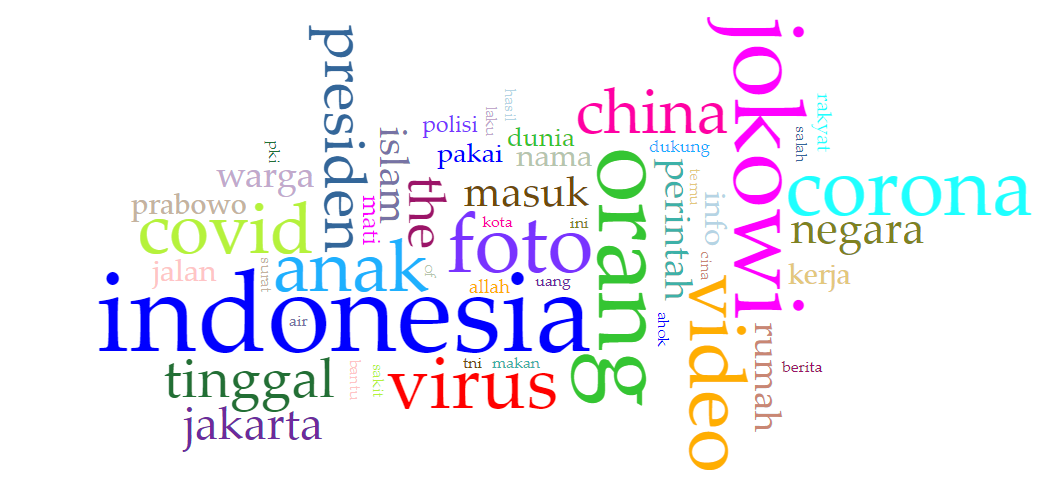 presiden
jokowi
china
orang
corona
rakyat
salah
hasil
laku
polisi
dunia
pakai
nama
dukung
islam
pki
warga
the
masuk
perintah
temu
info
prabowo
covid
mati
kota
ini
foto
negara
jalan
surat
anak
of
allah
uang
cina
kerja
indonesia
air
ahok
video
rumah
tinggal
bantu
sakit
virus
tni
makan
berita
jakarta